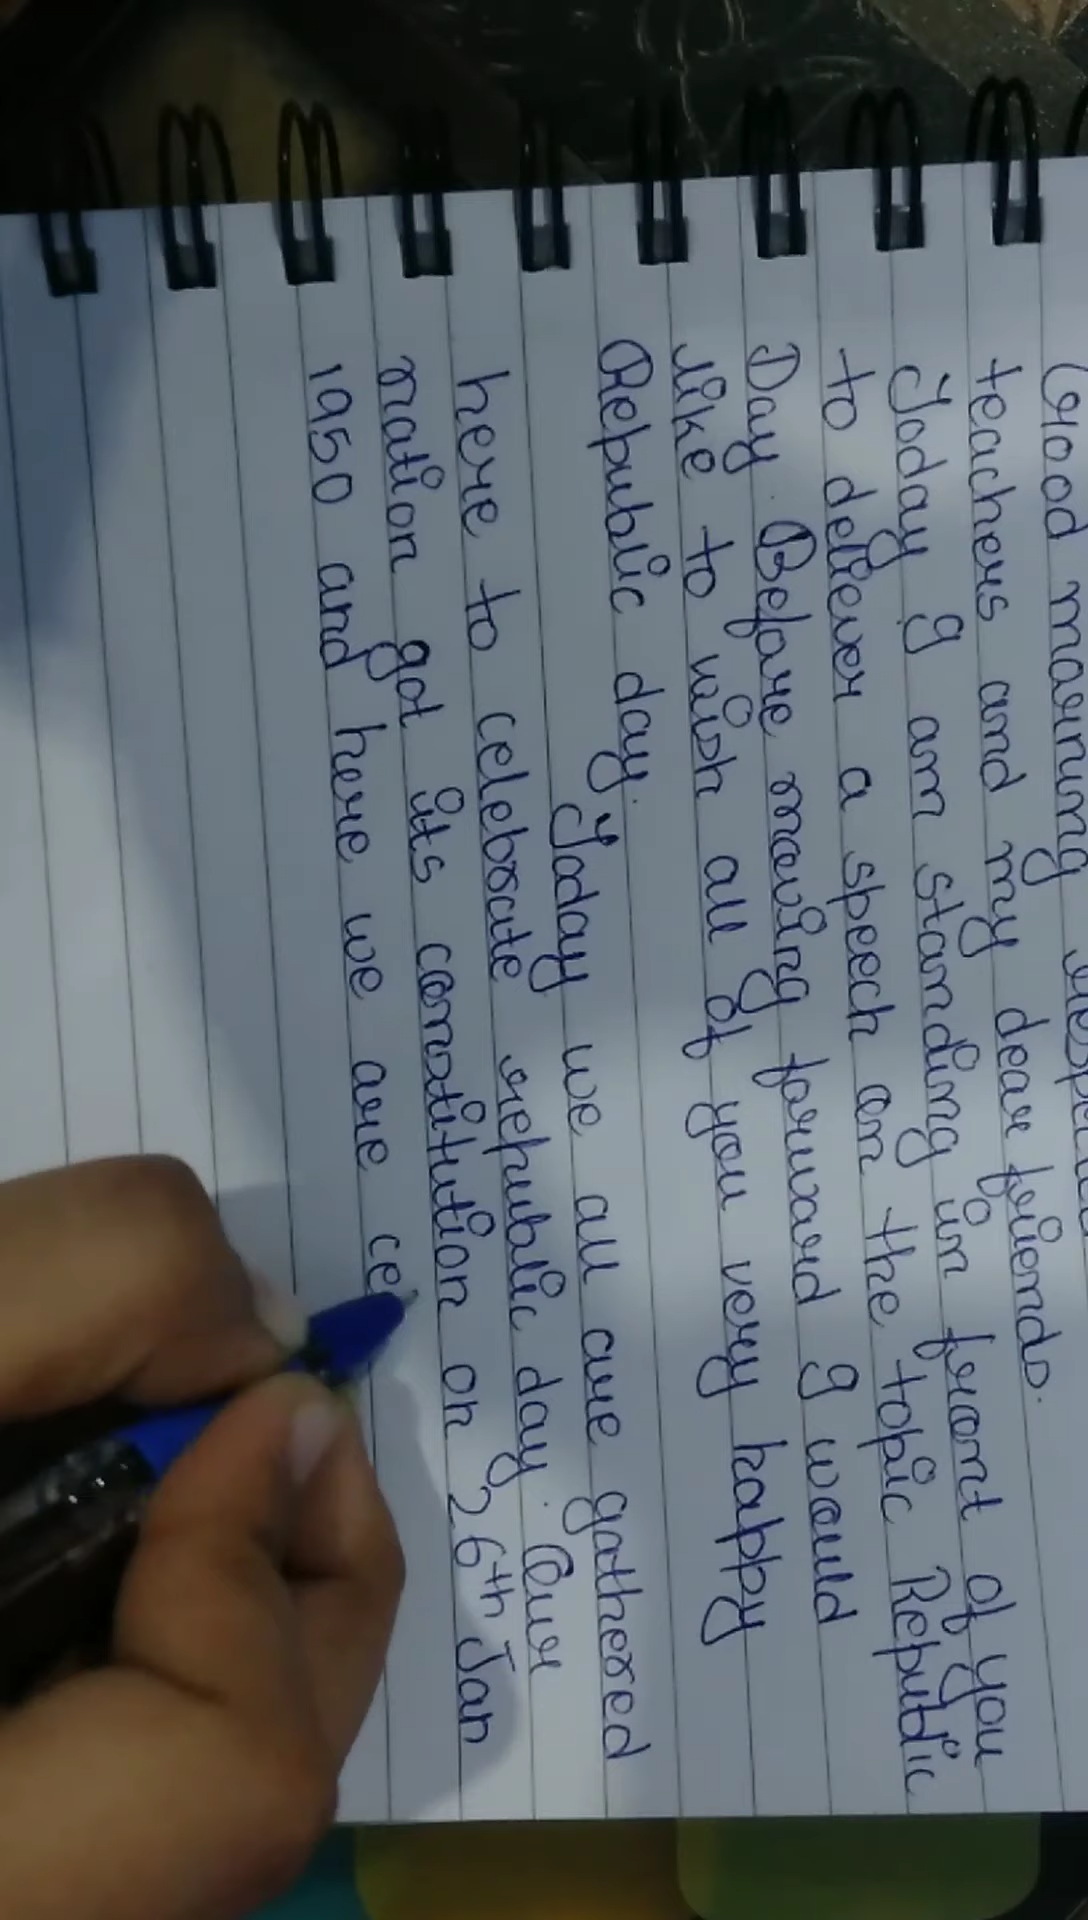 Good morning
teachers and my dear friends.
Today I am standing in front of you
to deliever a speech on the topic Republic
Day. Before moving forward I would
like to wish all of you very happy
Republic day.
Today we all are gathered
here to celebrate republic day. Our
nation got its constitution on 26th Jan
1950 and here we are ce